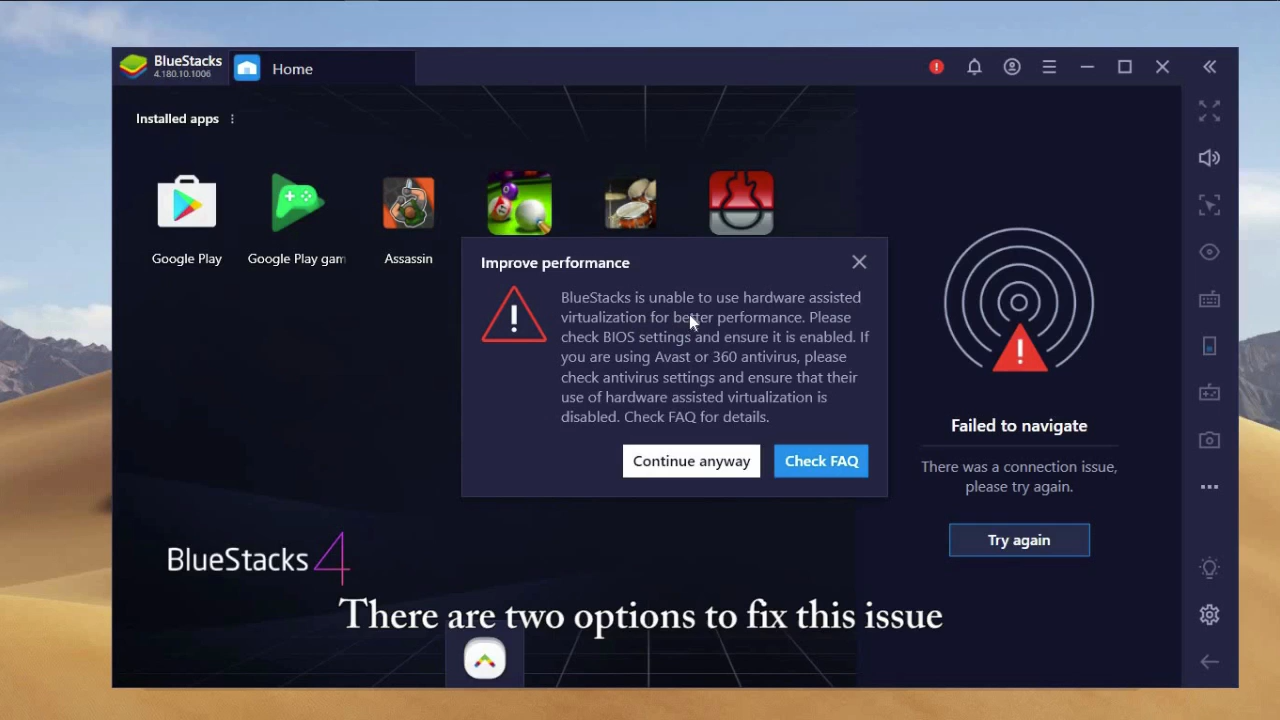 BlueStacks
4.180.10.1006
Home
Installed apps
Google Play
Google Play gam
Assassin
Improve performance
BlueStacks is unable to use hardware assisted
virtualization for better performance. Please
check BIOS settings and ensure it is enabled. If
you are using Avast or 360 antivirus, please
check antivirus settings and ensure that their
use of hardware assisted virtualization is
disabled. Check FAQ for details.
Continue anyway
Check FAQ
Failed to navigate
There was a connection issue,
please try again.
Try again
BlueStacks 4
There are two options to fix this issue